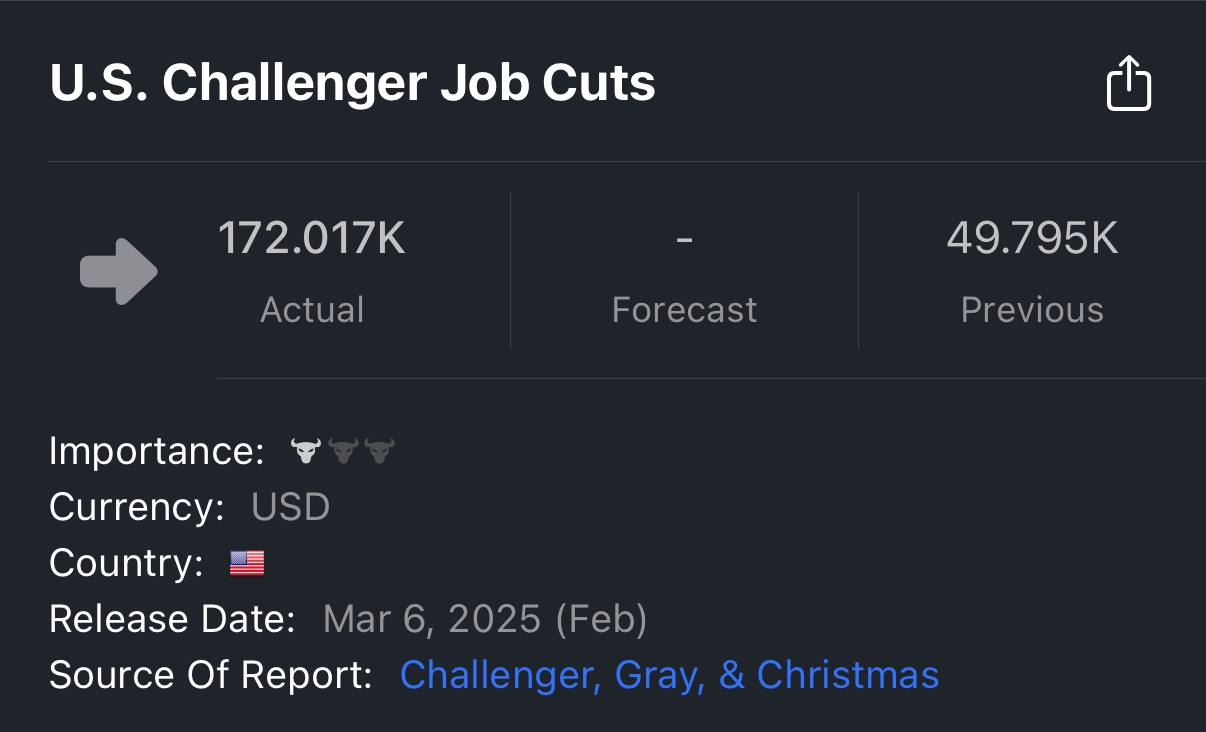 U.S. Challenger Job Cuts
172.017K
Actual
-
Forecast
49.795K
Previous
Importance:
Currency: USD
Country:
Release Date: Mar 6, 2025 (Feb)
Source Of Report: Challenger, Gray, & Christmas